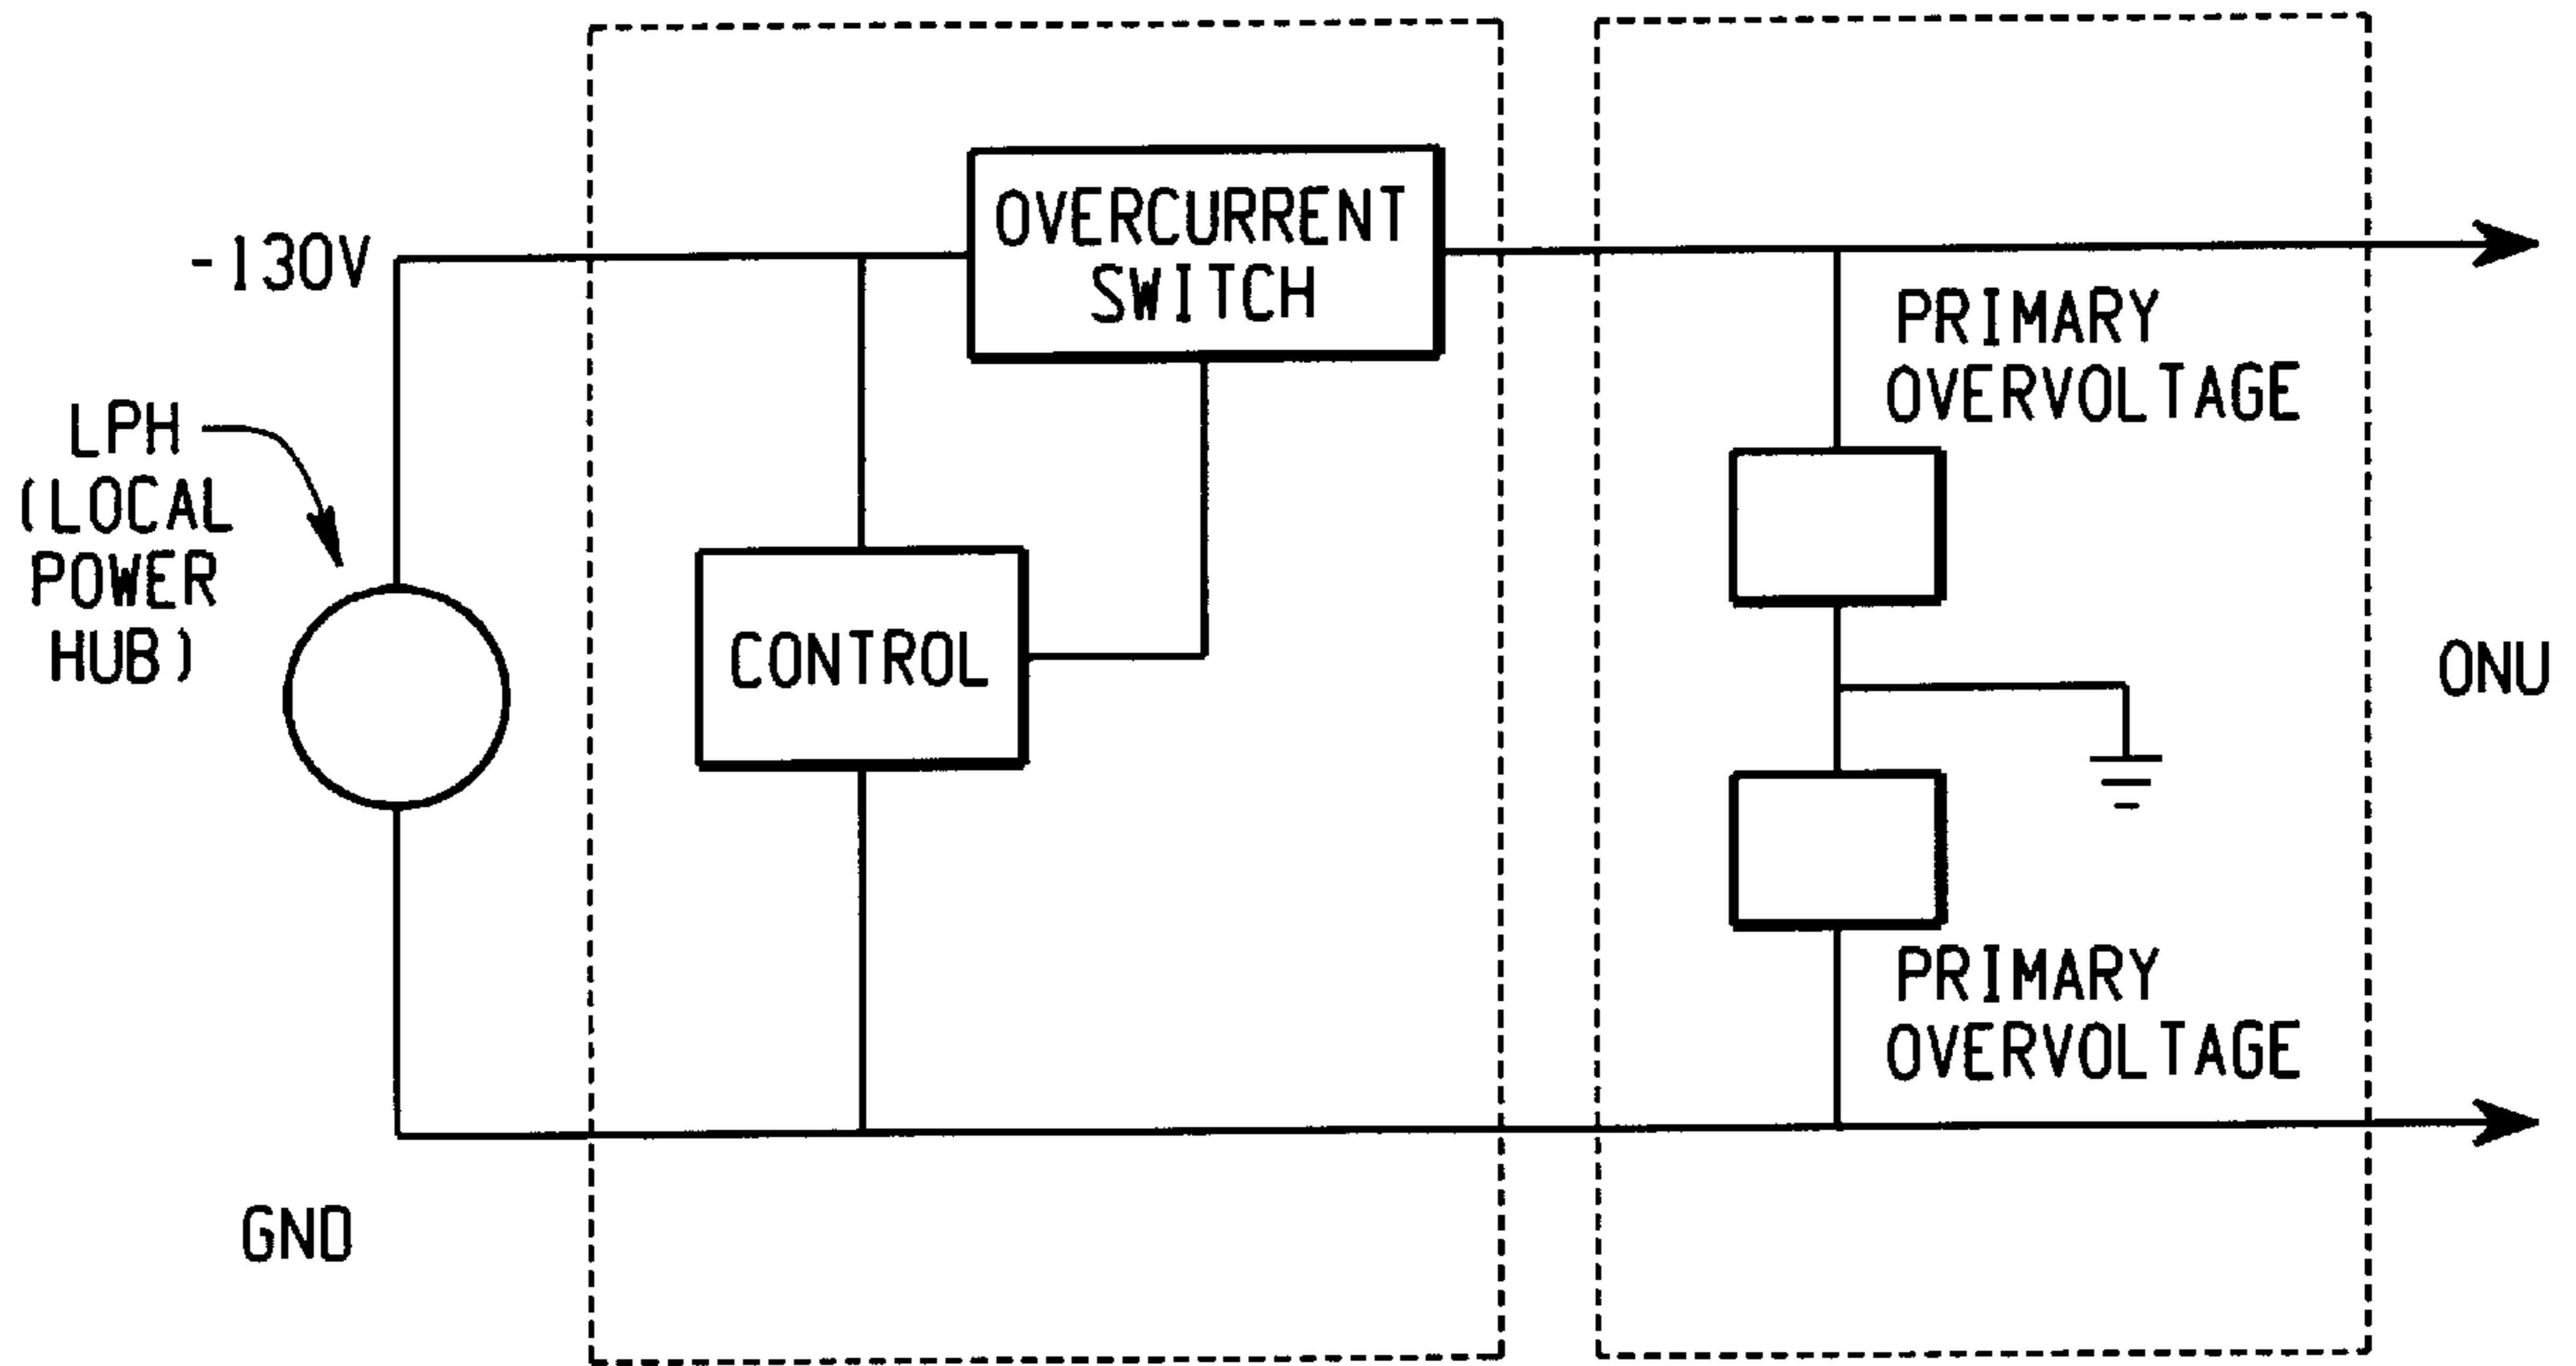 -130V
LPH
(LOCAL
POWER
HUB)
GND
OVERCURRENT
SWITCH
CONTROL
PRIMARY
OVERVOLTAGE
PRIMARY
OVERVOLTAGE
ONU